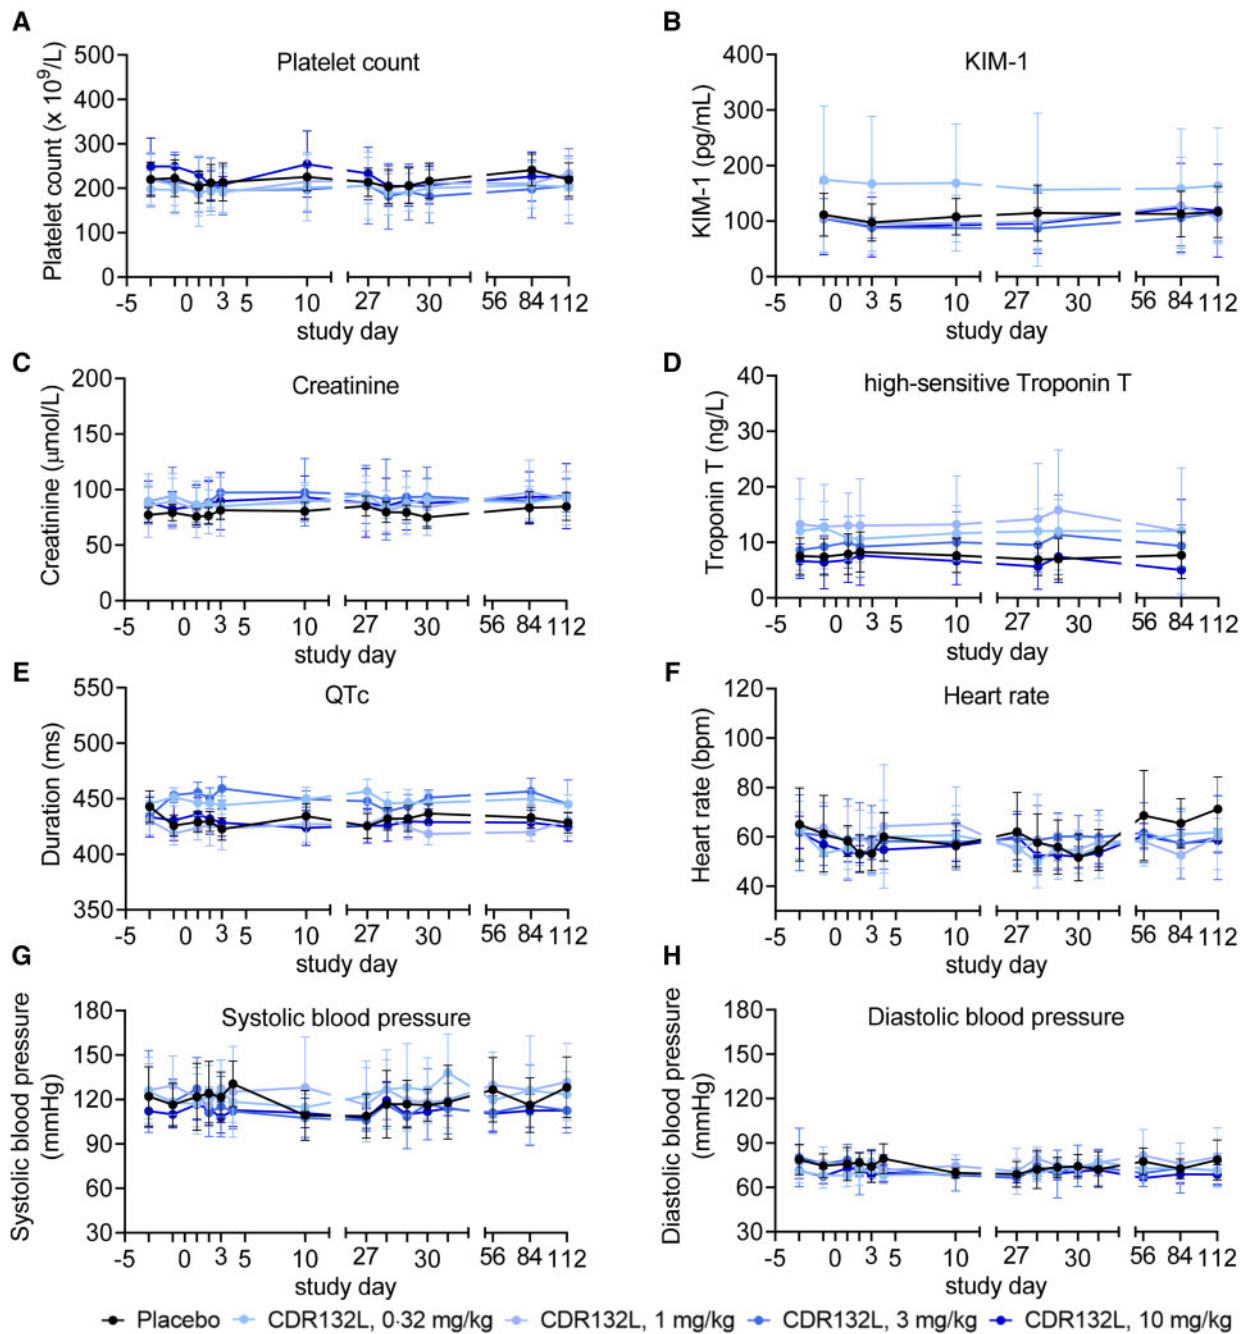 A
Platelet count
Platelet count (x 10⁹/L)
500
400
300
200
100
0
-5 0 3 5 10 27 30 56 84 112
study day
B
KIM-1
KIM-1 (pg/mL)
400
300
200
100
0
-5 0 3 5 10 27 30 56 84 112
study day
C
Creatinine
Creatinine (μmol/L)
200
150
100
50
0
-5 0 3 5 10 27 30 56 84 112
study day
D
high-sensitive Troponin T
Troponin T (ng/L)
40
30
20
10
0
-5 0 3 5 10 27 30 56 84 112
study day
E
QTc
Duration (ms)
550
500
450
400
350
-5 0 3 5 10 27 30 56 84 112
study day
F
Heart rate
Heart rate (bpm)
120
100
80
60
40
-5 0 3 5 10 27 30 56 84 112
study day
G
Systolic blood pressure
Systolic blood pressure
(mmHg)
180
150
120
90
60
30
-5 0 3 5 10 27 30 56 84 112
study day
H
Diastolic blood pressure
Diastolic blood pressure
(mmHg)
180
150
120
90
60
30
-5 0 3 5 10 27 30 56 84 112
study day
Placebo CDR132L, 0·32 mg/kg CDR132L, 1 mg/kg CDR132L, 3 mg/kg CDR132L, 10 mg/kg